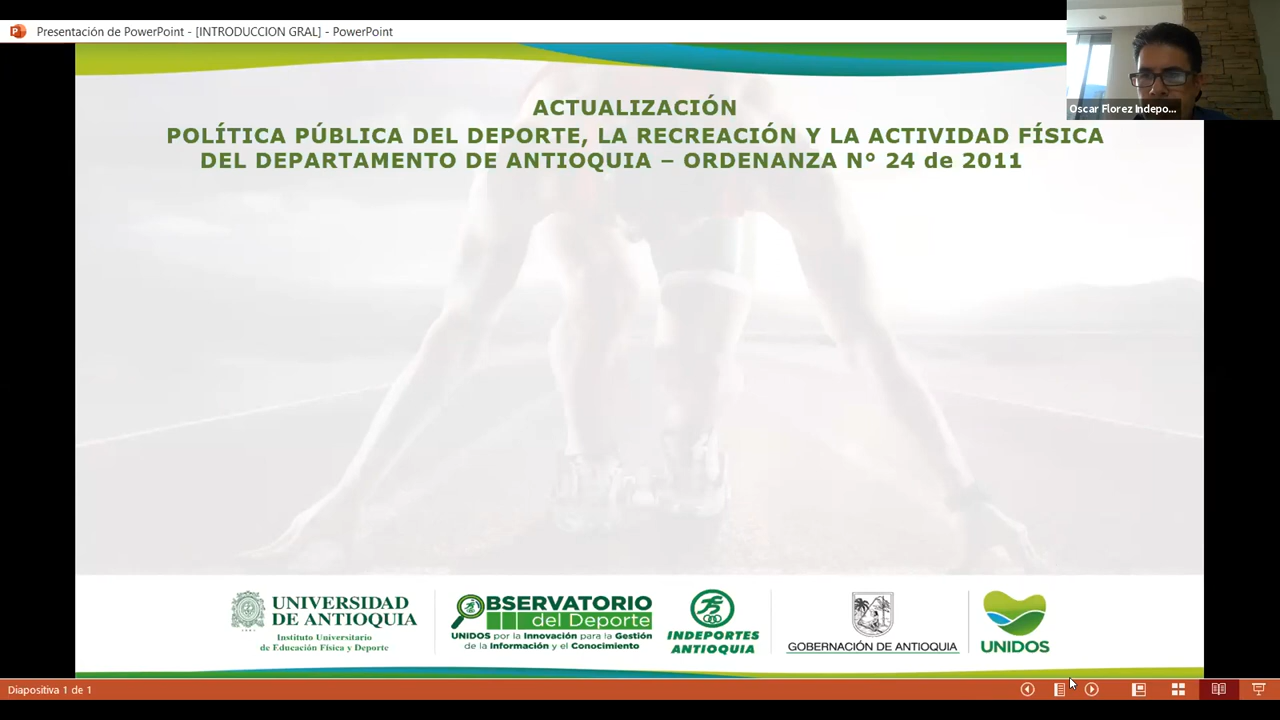 Presentación de PowerPoint - [INTRODUCCION GRAL] - PowerPoint
Oscar Florez Indepo...
ACTUALIZACIÓN
POLÍTICA PÚBLICA DEL DEPORTE, LA RECREACIÓN Y LA ACTIVIDAD FÍSICA
DEL DEPARTAMENTO DE ANTIOQUIA – ORDENANZA N° 24 de 2011
UNIVERSIDAD
DE ANTIOQUIA
Instituto Universitario
de Educación Física y Deporte
OBSERVATORIO
del Deporte
UNIDOS por la Innovación para la Gestión
de la Información y el Conocimiento
INDEPORTES
ANTIOQUIA
GOBERNACIÓN DE ANTIOQUIA
UNIDOS
Diapositiva 1 de 1